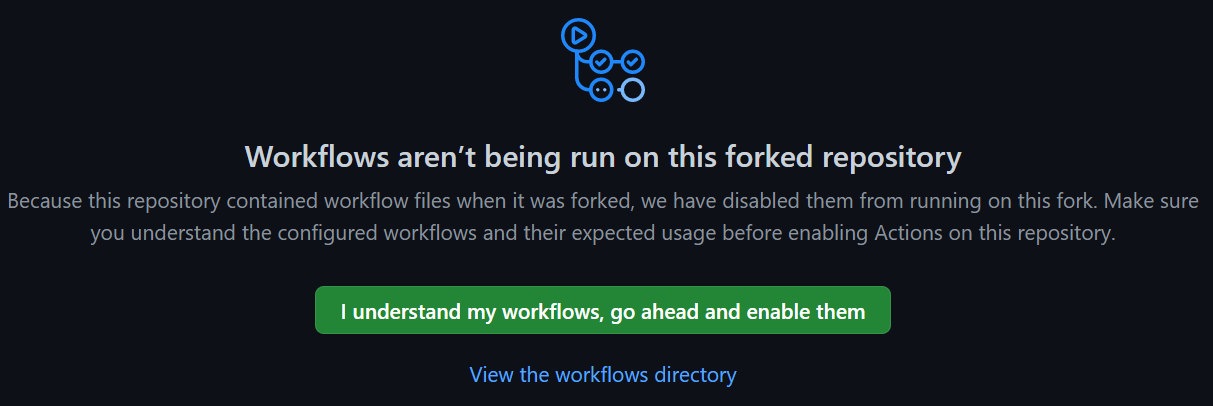 Workflows aren’t being run on this forked repository
Because this repository contained workflow files when it was forked, we have disabled them from running on this fork. Make sure
you understand the configured workflows and their expected usage before enabling Actions on this repository.
I understand my workflows, go ahead and enable them
View the workflows directory